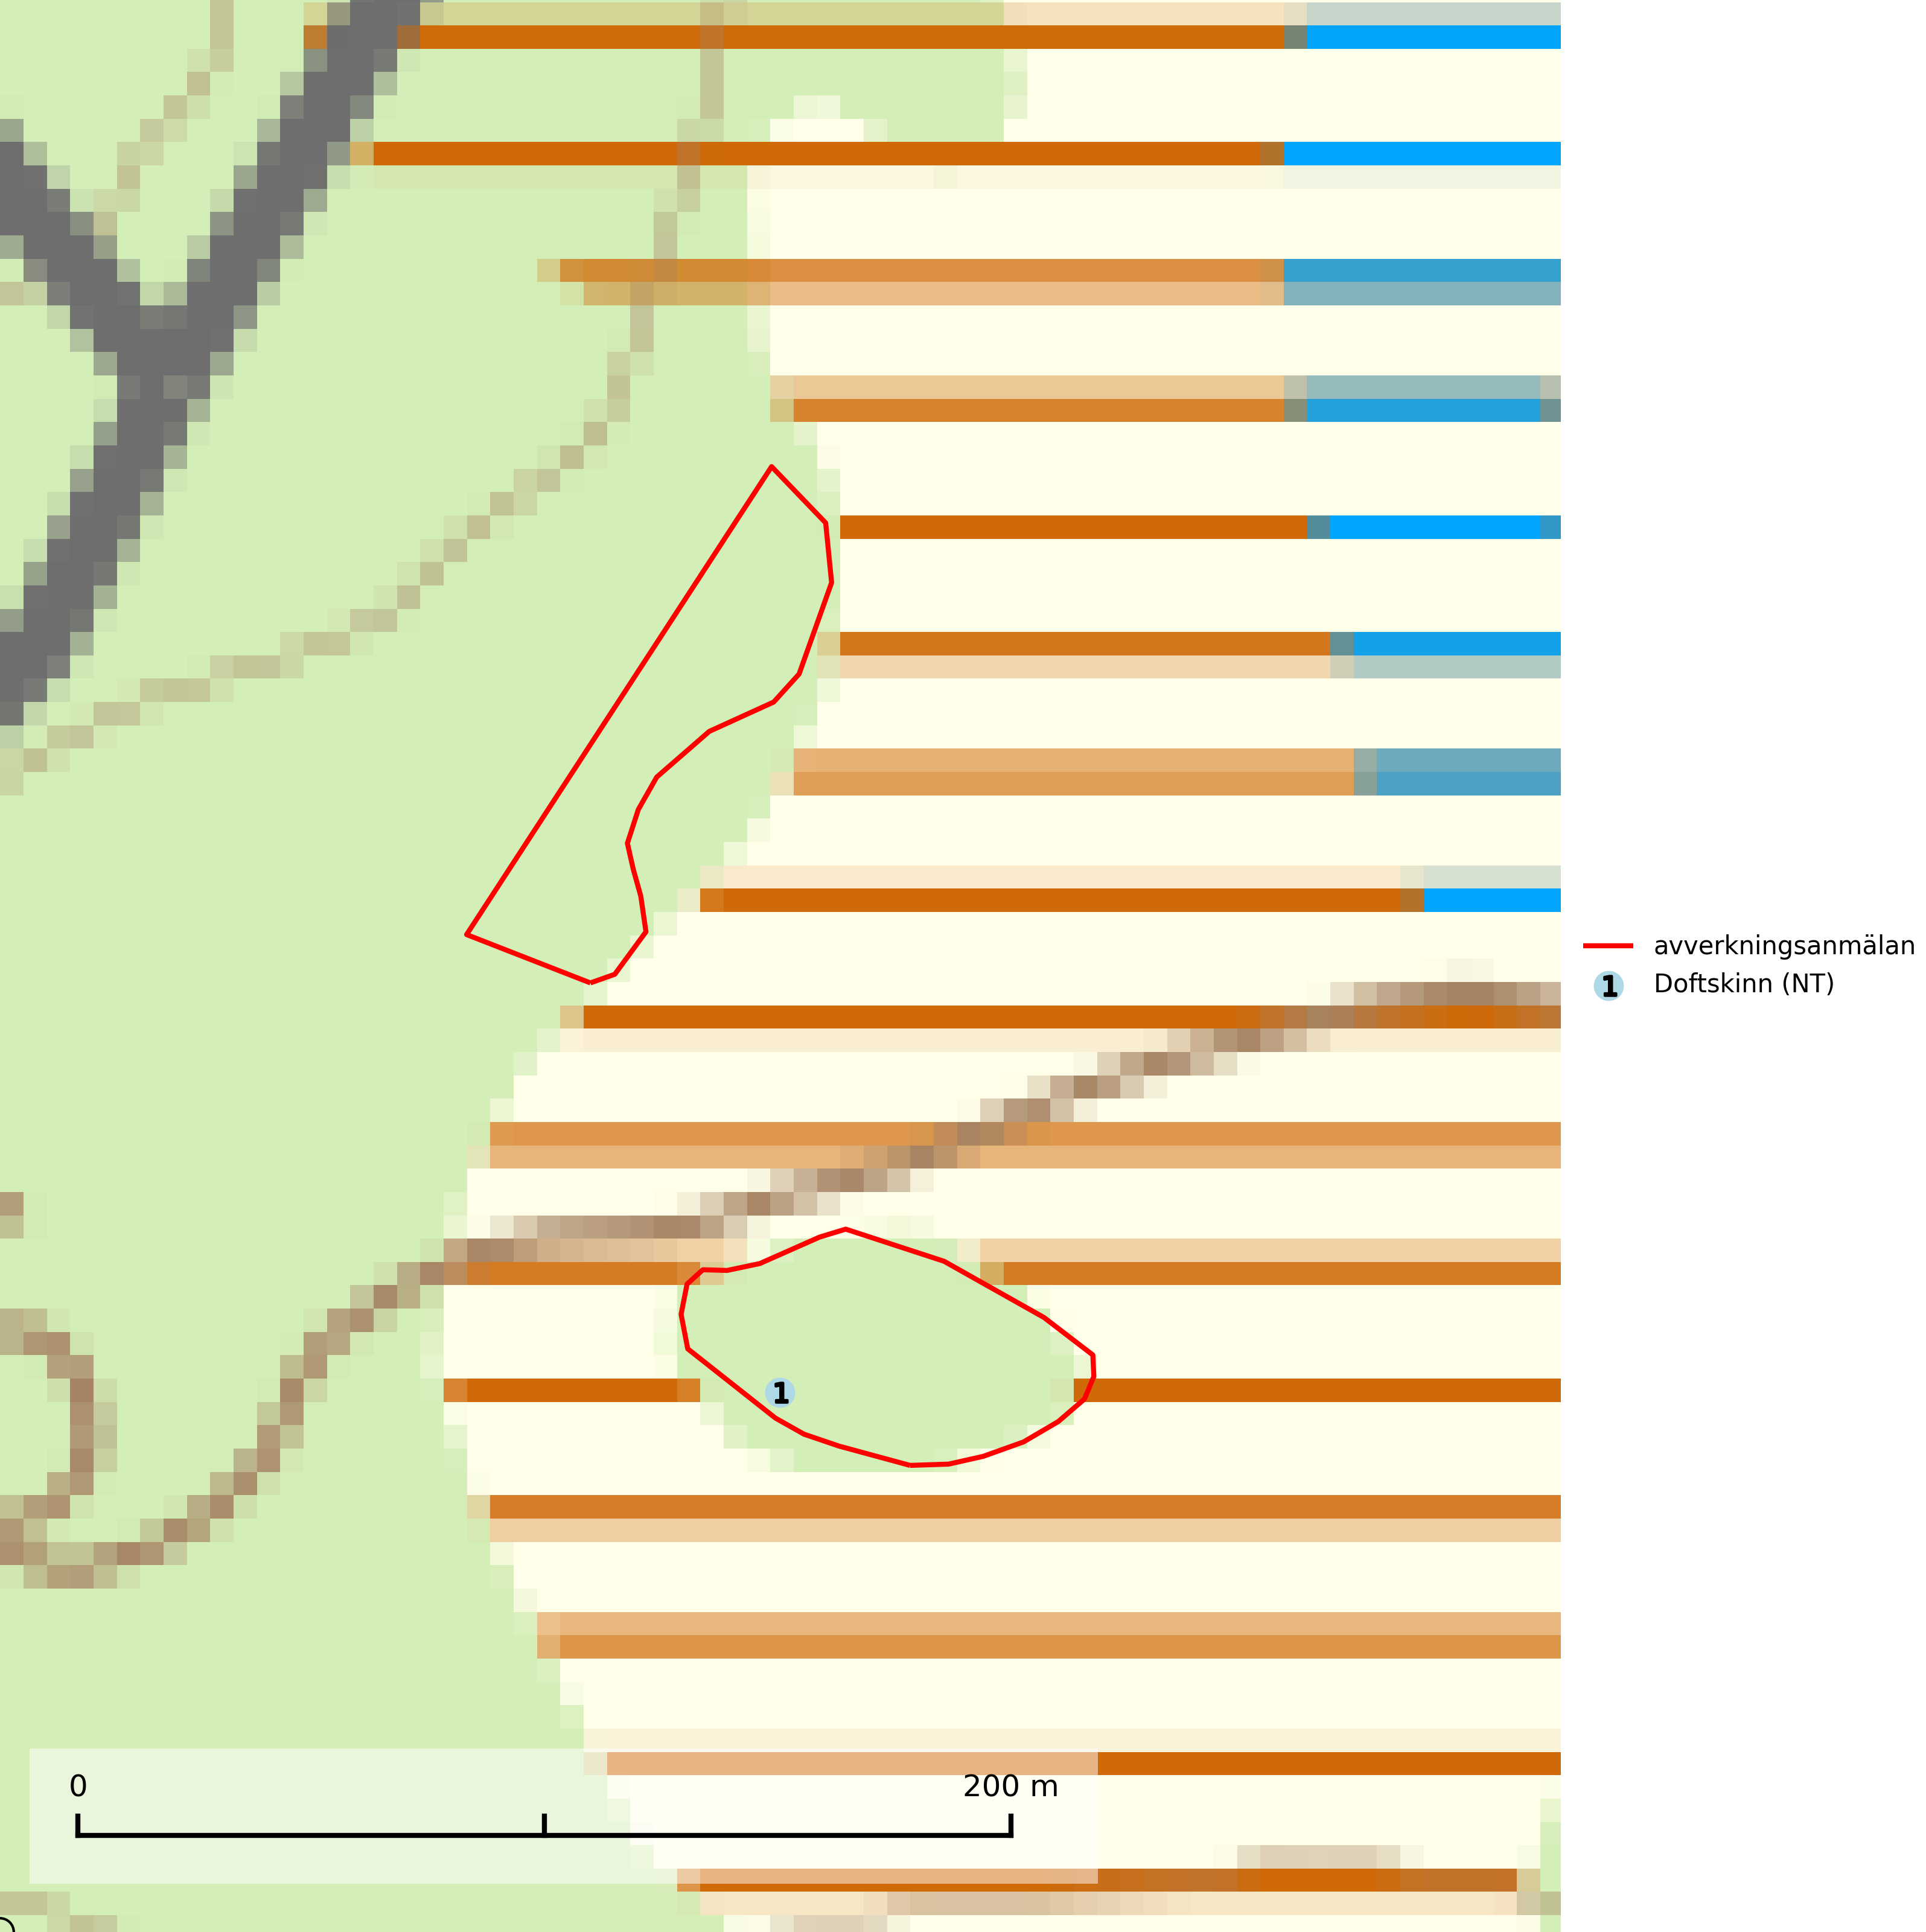 avverkningsanmälan
1 Doftskinn (NT)
1
0 200 m